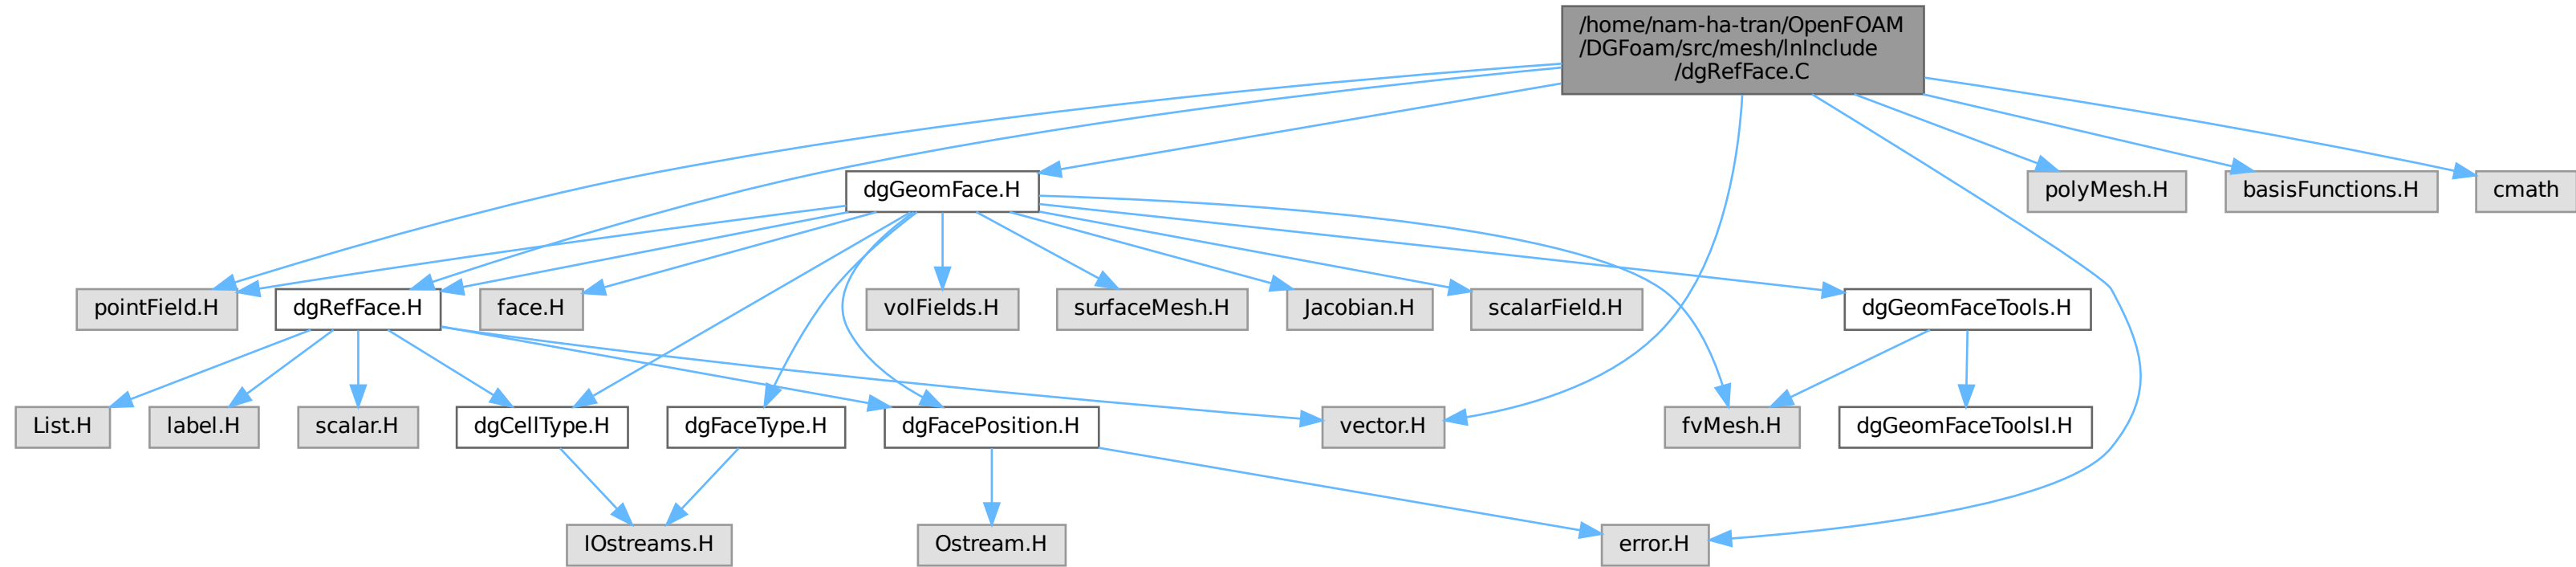 /home/nam-ha-tran/OpenFOAM
/DGFoam/src/mesh/lnInclude
/dgRefFace.C
dgGeomFace.H
polyMesh.H
basisFunctions.H
cmath
pointField.H
dgRefFace.H
face.H
volFields.H
surfaceMesh.H
Jacobian.H
scalarField.H
dgGeomFaceTools.H
List.H
label.H
scalar.H
dgCellType.H
dgFaceType.H
dgFacePosition.H
vector.H
fvMesh.H
dgGeomFaceToolsI.H
IOstreams.H
Ostream.H
error.H